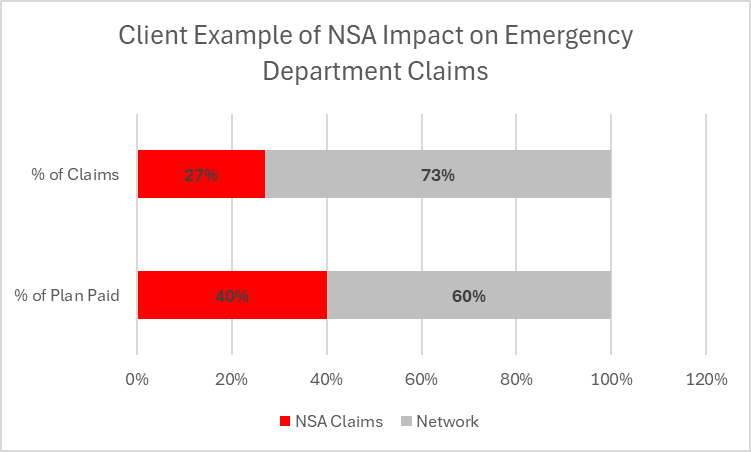 Client Example of NSA Impact on Emergency
Department Claims
% of Claims
27%
73%
% of Plan Paid
40%
60%
0%
20%
40%
60%
80%
100%
120%
NSA Claims
Network